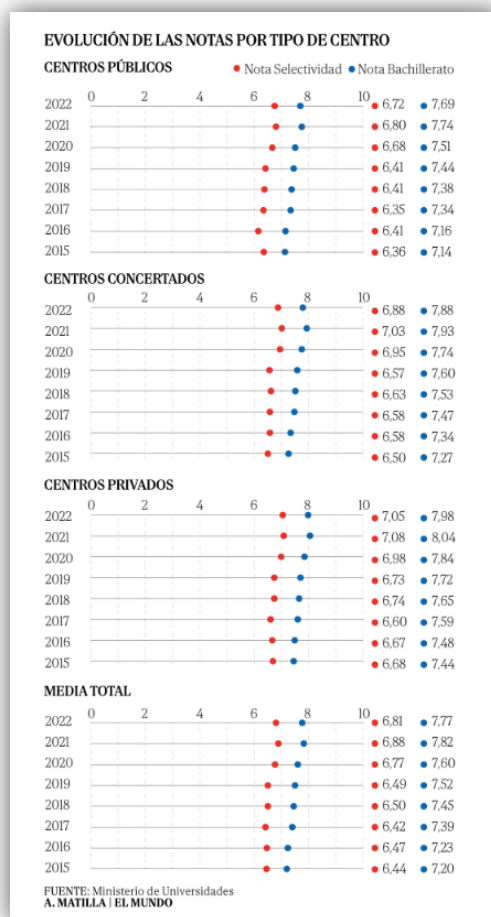 EVOLUCIÓN DE LAS NOTAS POR TIPO DE CENTRO
CENTROS PÚBLICOS ● Nota Selectividad ● Nota Bachillerato
0 2 4 6 8 10
2022 ● 6,72 ● 7,69
2021 ● 6,80 ● 7,74
2020 ● 6,68 ● 7,51
2019 ● 6,41 ● 7,44
2018 ● 6,41 ● 7,38
2017 ● 6,35 ● 7,34
2016 ● 6,41 ● 7,16
2015 ● 6,36 ● 7,14
CENTROS CONCERTADOS
0 2 4 6 8 10
2022 ● 6,88 ● 7,88
2021 ● 7,03 ● 7,93
2020 ● 6,95 ● 7,74
2019 ● 6,57 ● 7,60
2018 ● 6,63 ● 7,53
2017 ● 6,58 ● 7,47
2016 ● 6,58 ● 7,34
2015 ● 6,50 ● 7,27
CENTROS PRIVADOS
0 2 4 6 8 10
2022 ● 7,05 ● 7,98
2021 ● 7,08 ● 8,04
2020 ● 6,98 ● 7,84
2019 ● 6,73 ● 7,72
2018 ● 6,74 ● 7,65
2017 ● 6,60 ● 7,59
2016 ● 6,67 ● 7,48
2015 ● 6,68 ● 7,44
MEDIA TOTAL
0 2 4 6 8 10
2022 ● 6,81 ● 7,77
2021 ● 6,88 ● 7,82
2020 ● 6,77 ● 7,60
2019 ● 6,49 ● 7,52
2018 ● 6,50 ● 7,45
2017 ● 6,42 ● 7,39
2016 ● 6,47 ● 7,23
2015 ● 6,44 ● 7,20
FUENTE: Ministerio de Universidades
A. MATILLA | EL MUNDO